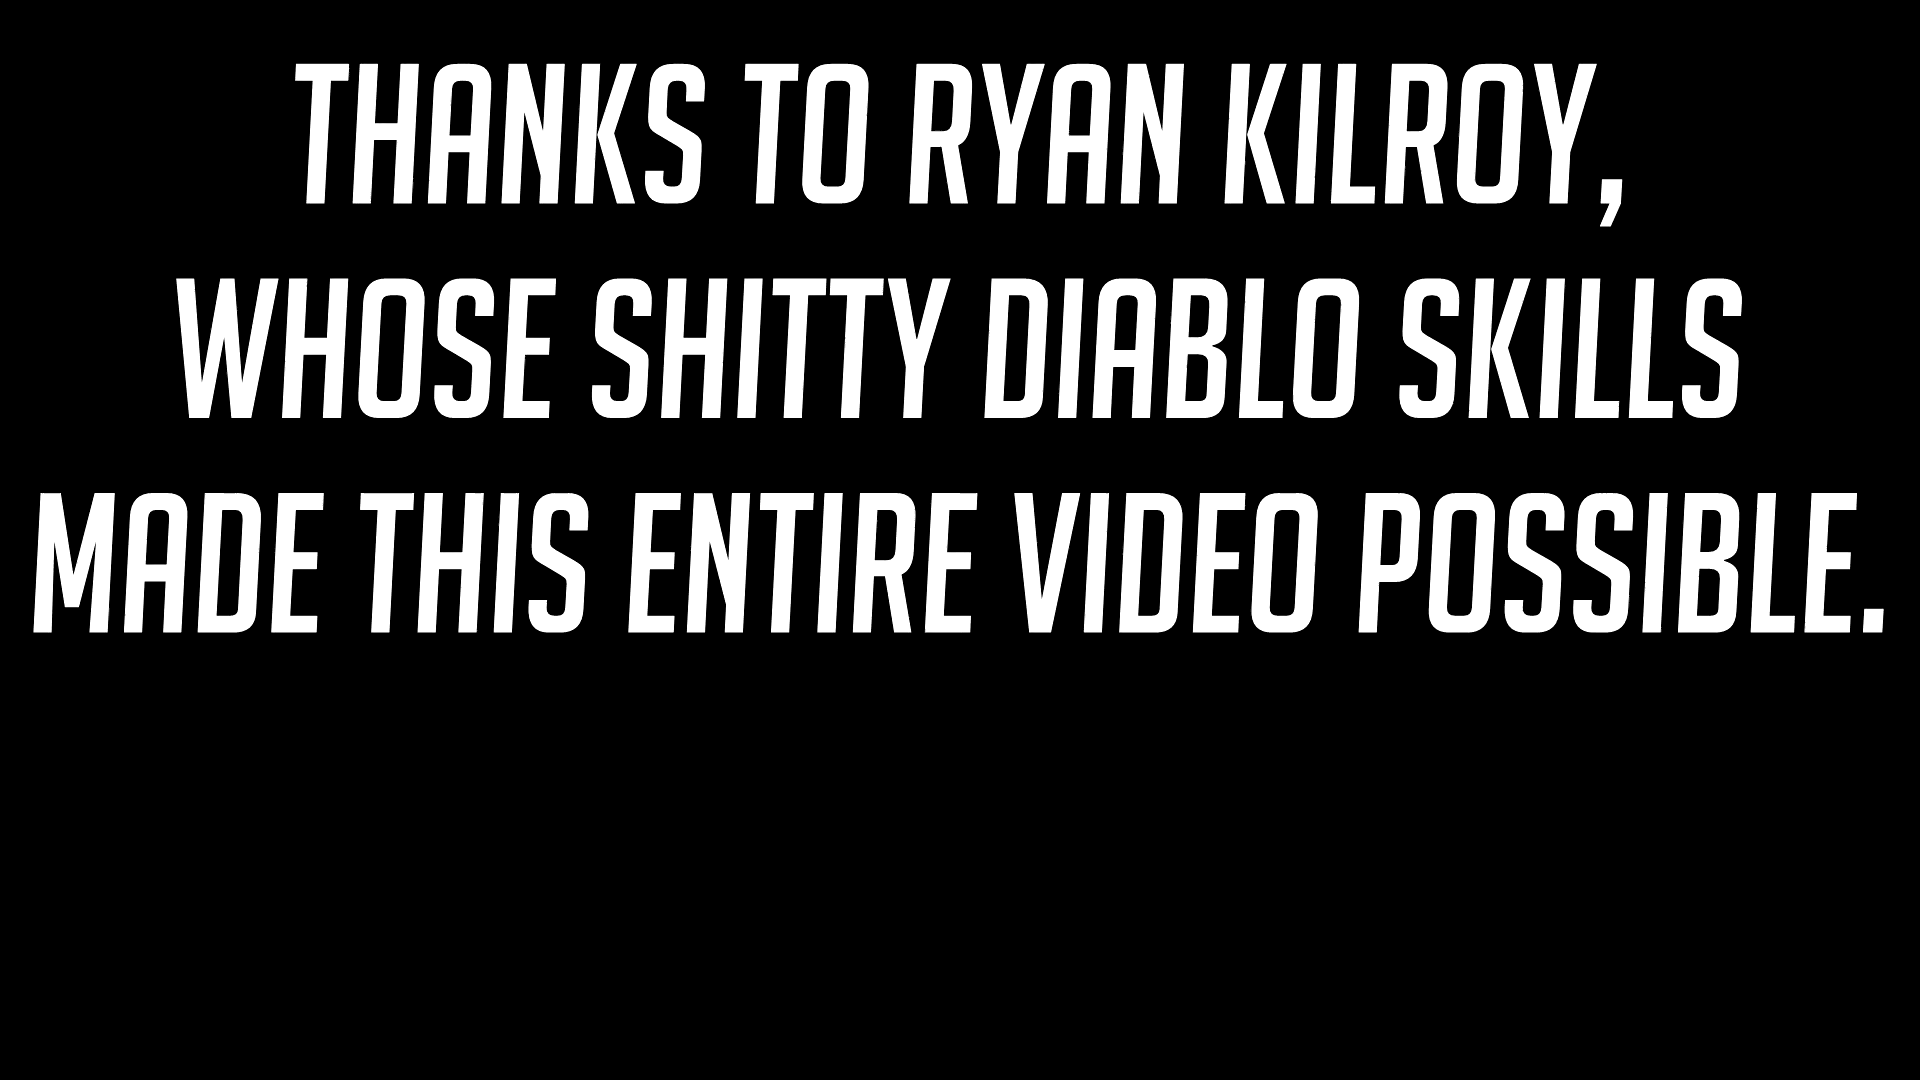 THANKS TO RYAN KILROY,
WHOSE SHITTY DIABLO SKILLS
MADE THIS ENTIRE VIDEO POSSIBLE.